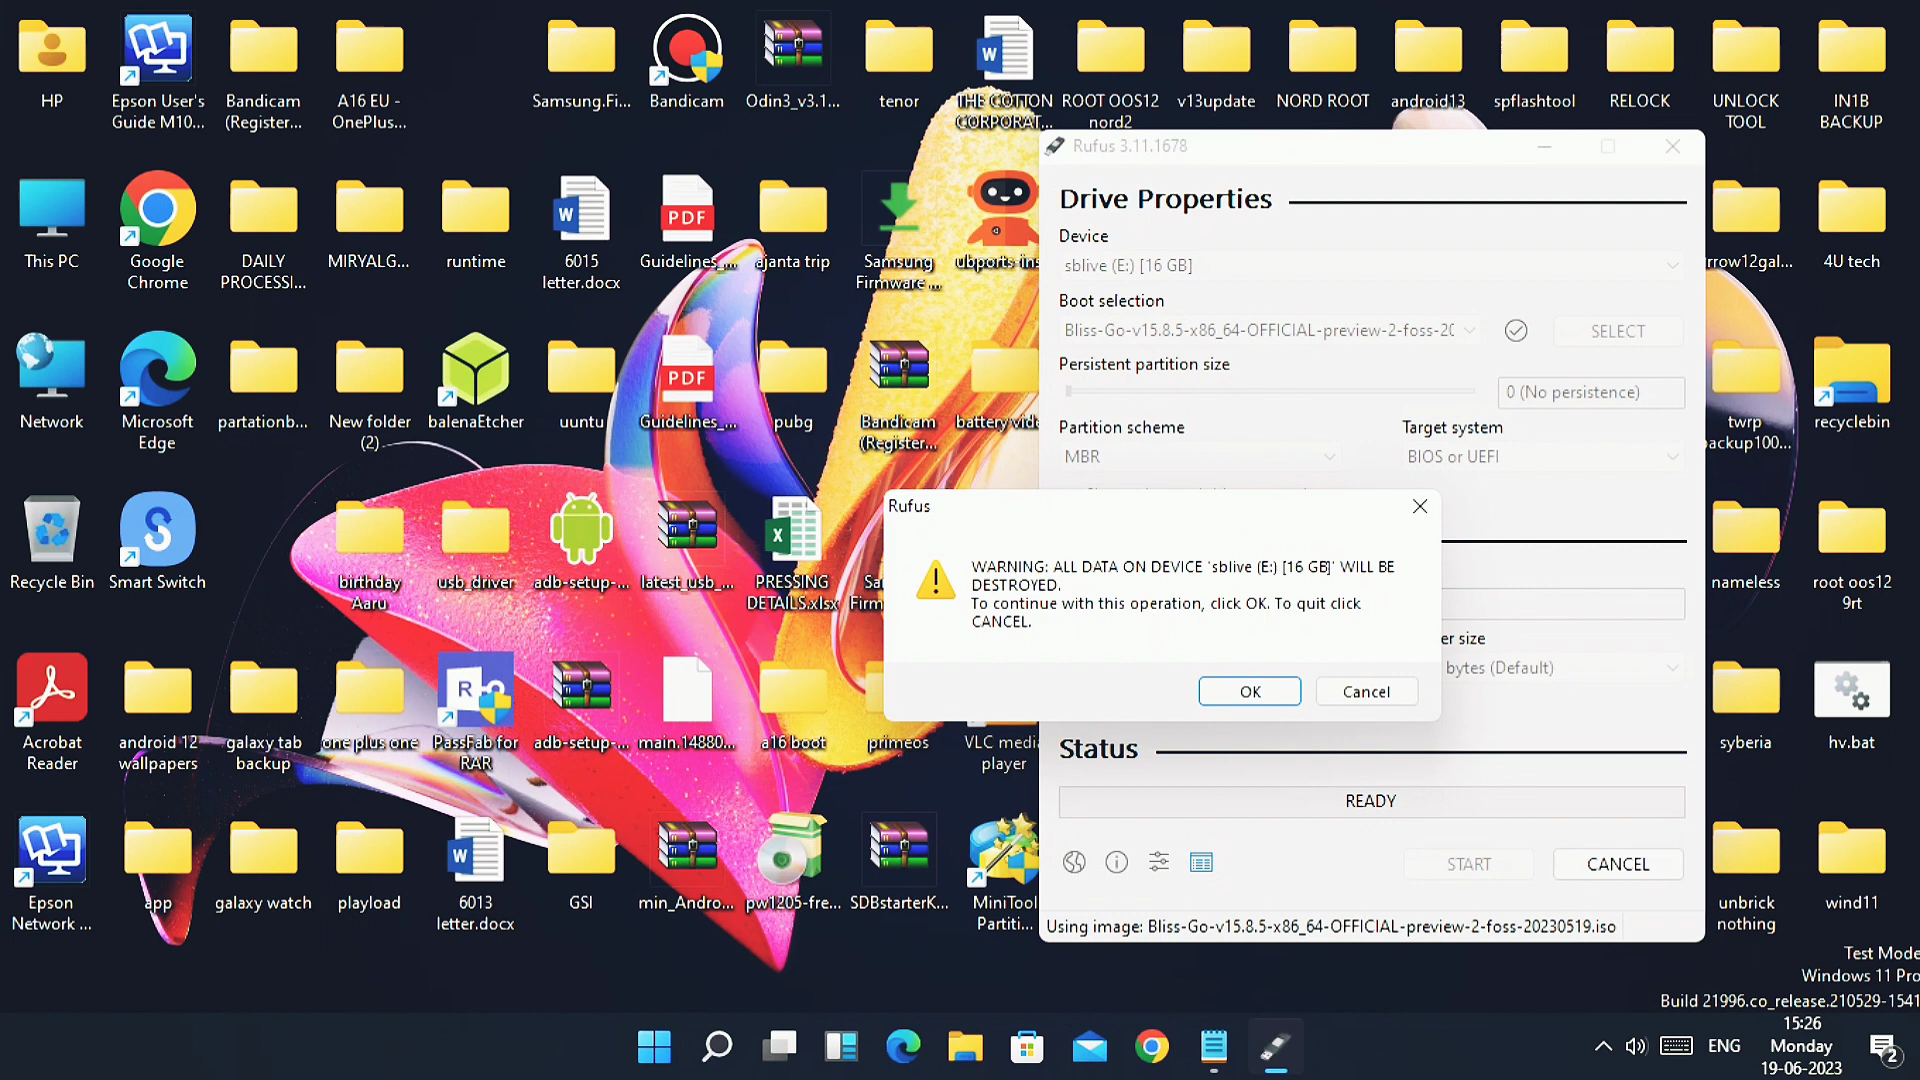 HP
Epson User's
Guide M10...
Bandicam
(Register...
A16 EU -
OnePlus...
Samsung.Fi...
Bandicam
Odin3_v3.1...
tenor
W
THE COTTON
CORPORAT...
ROOT OOS12
nord2
v13update
NORD ROOT
android13
spflashtool
RELOCK
UNLOCK
TOOL
IN1B
BACKUP
This PC
Google
Chrome
DAILY
PROCESSI...
MIRYALG...
runtime
W
6015
letter.docx
PDF
Guidelines_...
ajanta trip
Samsung
Firmware ...
ubports-ins
rrow12gal...
4U tech
Network
Microsoft
Edge
partationb...
New folder
(2)
balenaEtcher
uuntu
PDF
Guidelines_...
pubg
Bandicam
(Register...
battery vide
twrp
backup100...
recyclebin
Recycle Bin
Smart Switch
birthday
Aaru
usb_driver
adb-setup-...
latest_usb_...
X
PRESSING
DETAILS.xlsx
Sa
Firm
nameless
root oos12
9rt
Acrobat
Reader
android 12
wallpapers
galaxy tab
backup
one plus one
R
PassFab for
RAR
adb-setup-...
main.14880...
a16 boot
primeos
VLC media
player
syberia
hv.bat
Epson
Network ...
app
galaxy watch
playload
W
6013
letter.docx
GSI
min_Andro...
pw1205-fre...
SDBstarterK...
MiniTool
Partiti...
unbrick
nothing
wind11
Rufus 3.11.1678
Drive Properties
Device
sblive (E:) [16 GB]
Boot selection
Bliss-Go-v15.8.5-x86_64-OFFICIAL-preview-2-foss-20
SELECT
Persistent partition size
0 (No persistence)
Partition scheme
Target system
MBR
BIOS or UEFI
er size
bytes (Default)
Status
READY
START
CANCEL
Using image: Bliss-Go-v15.8.5-x86_64-OFFICIAL-preview-2-foss-20230519.iso
Rufus
WARNING: ALL DATA ON DEVICE 'sblive (E:) [16 GB]' WILL BE
DESTROYED.
To continue with this operation, click OK. To quit click
CANCEL.
OK
Cancel
Test Mode
Windows 11 Pro
Build 21996.co_release.210529-1541
ENG
15:26
Monday
19-06-2023
2